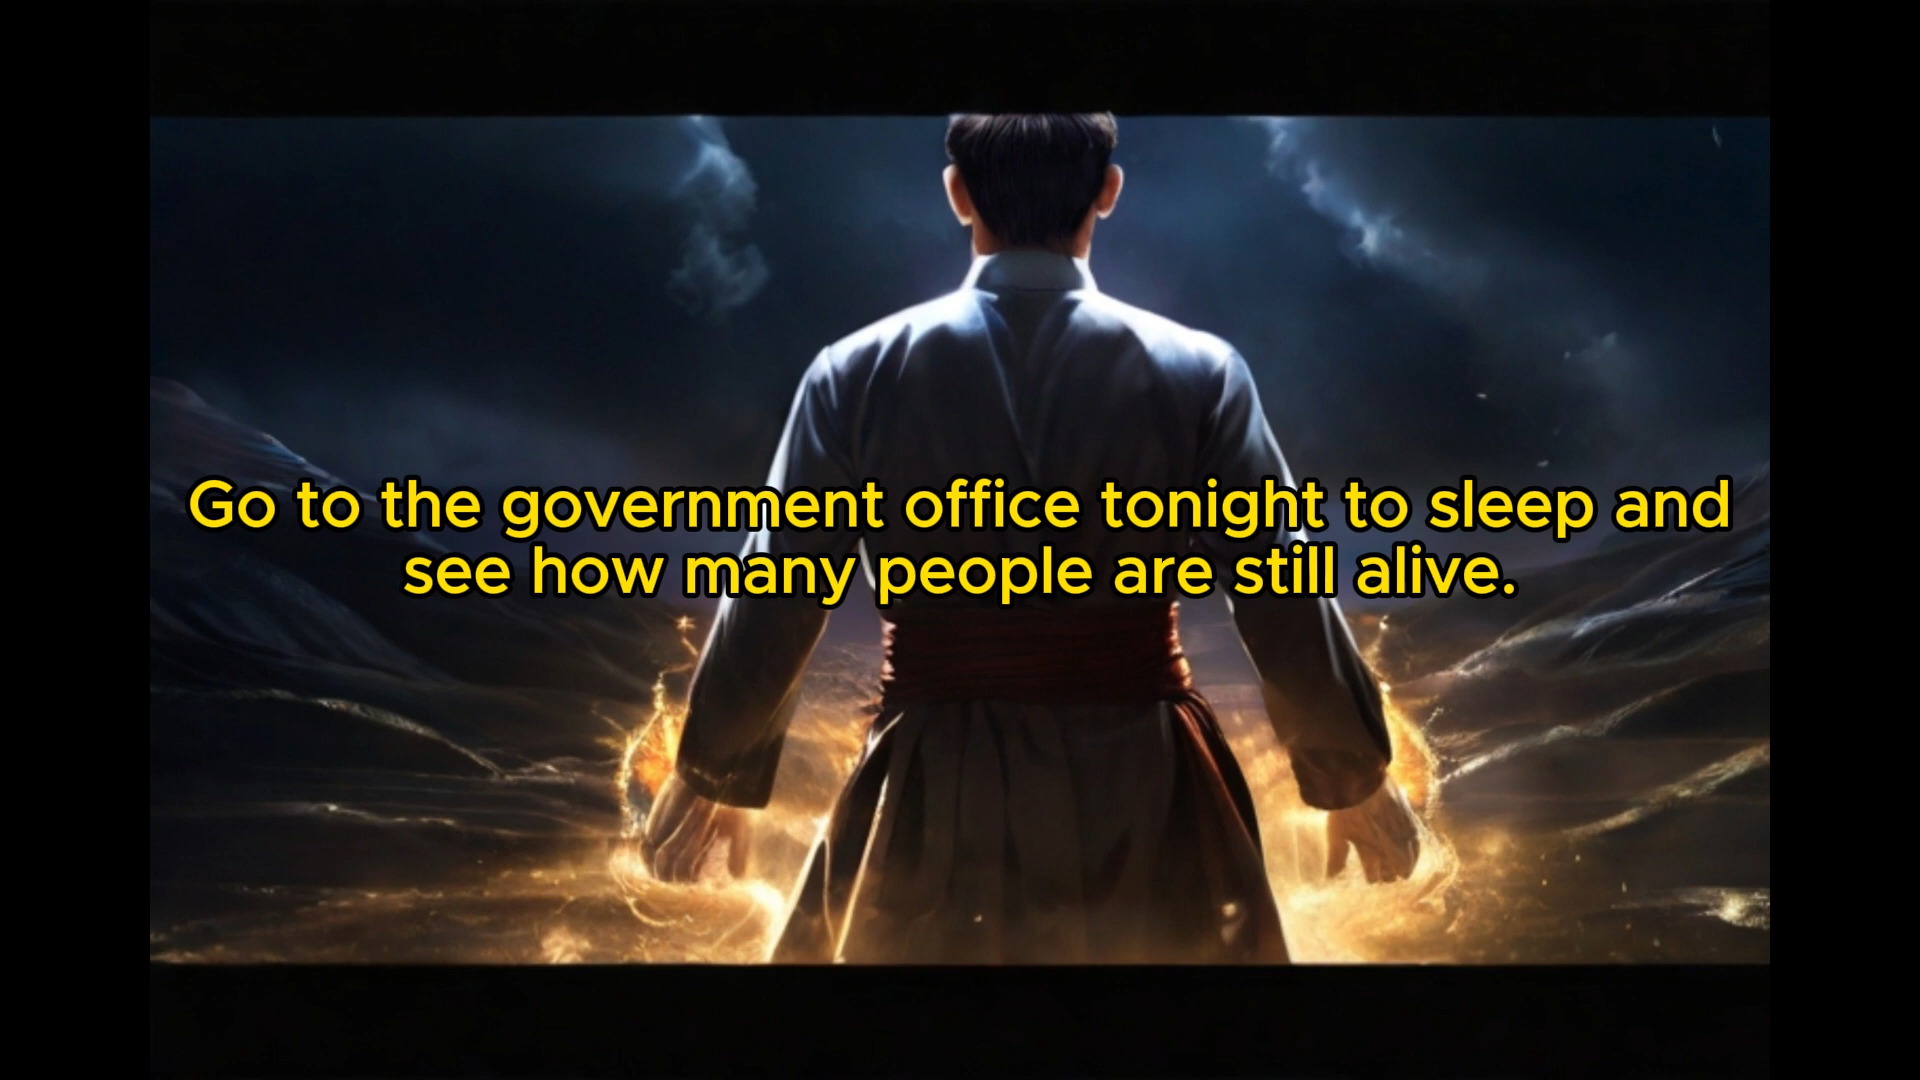 Go to the government office tonight to sleep and
see how many people are still alive.